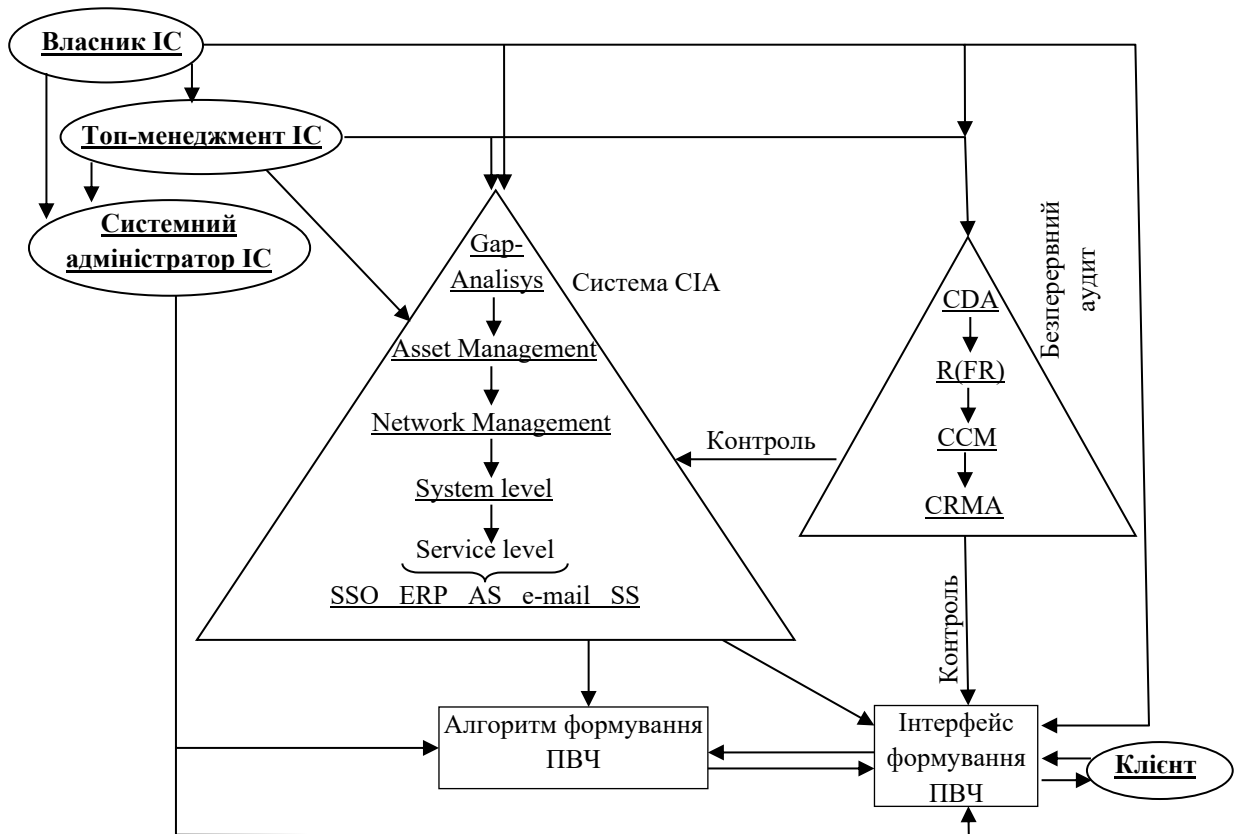 Власник ІС
Топ-менеджмент ІС
Системний
адміністратор ІС
Gap-
Analisys
Asset Management
Network Management
System level
Service level
SSO ERP AS e-mail SS
Система CIA
Контроль
CDA
R(FR)
CCM
CRMA
Безперервний
аудит
Контроль
Алгоритм формування
ПВЧ
Інтерфейс
формування
ПВЧ
Клієнт